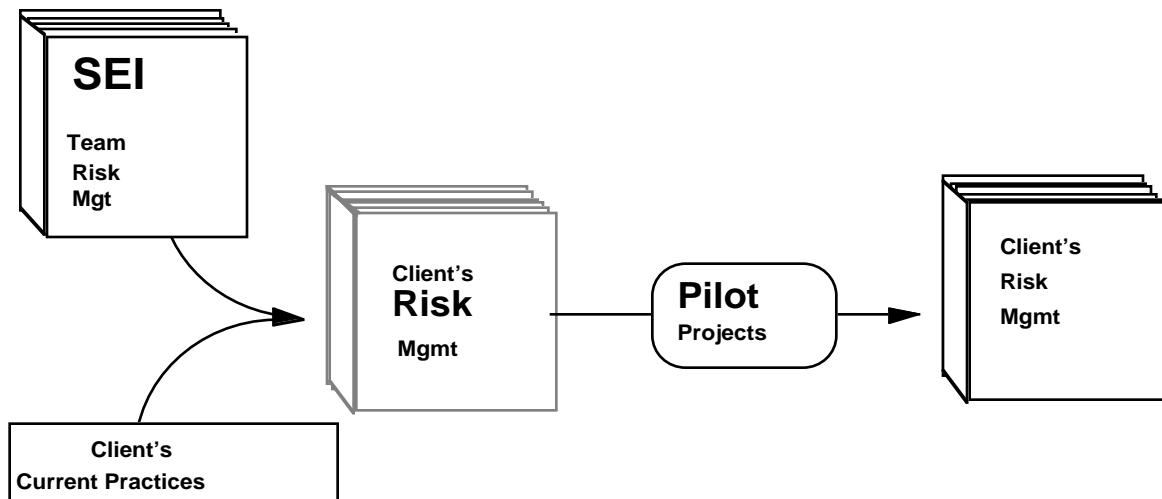 SEI
Team
Risk
Mgt
Client's
Current Practices
Client's
Risk
Mgmt
Pilot
Projects
Client's
Risk
Mgmt